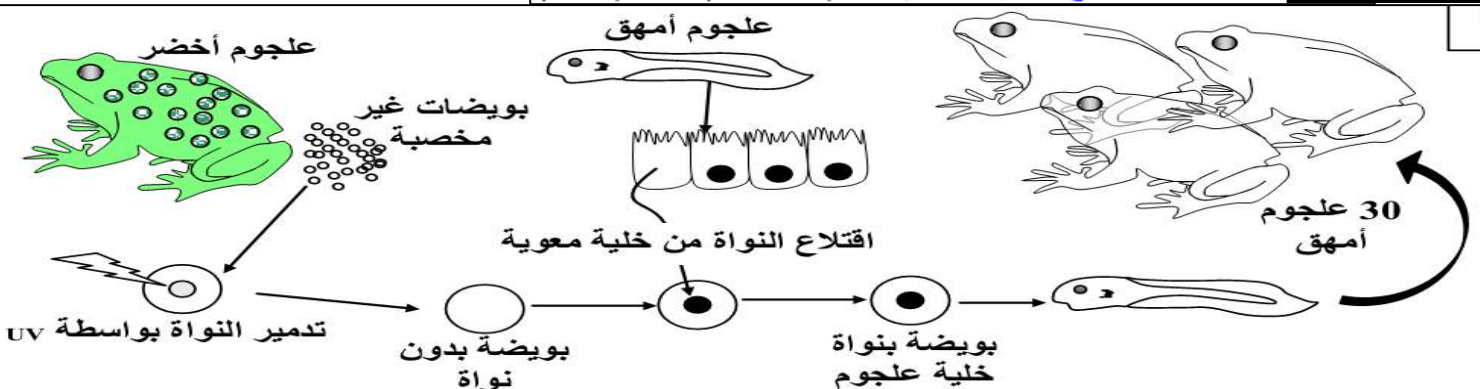 علجوم أخضر
علجوم أمهق
بويضات غير
مخصبة
اقتلاع النواة من خلية معوية
30 علجوم
أمهق
تدمير النواة بواسطة UV
بويضة بدون
نواة
بويضة بنواة
خلية علجوم